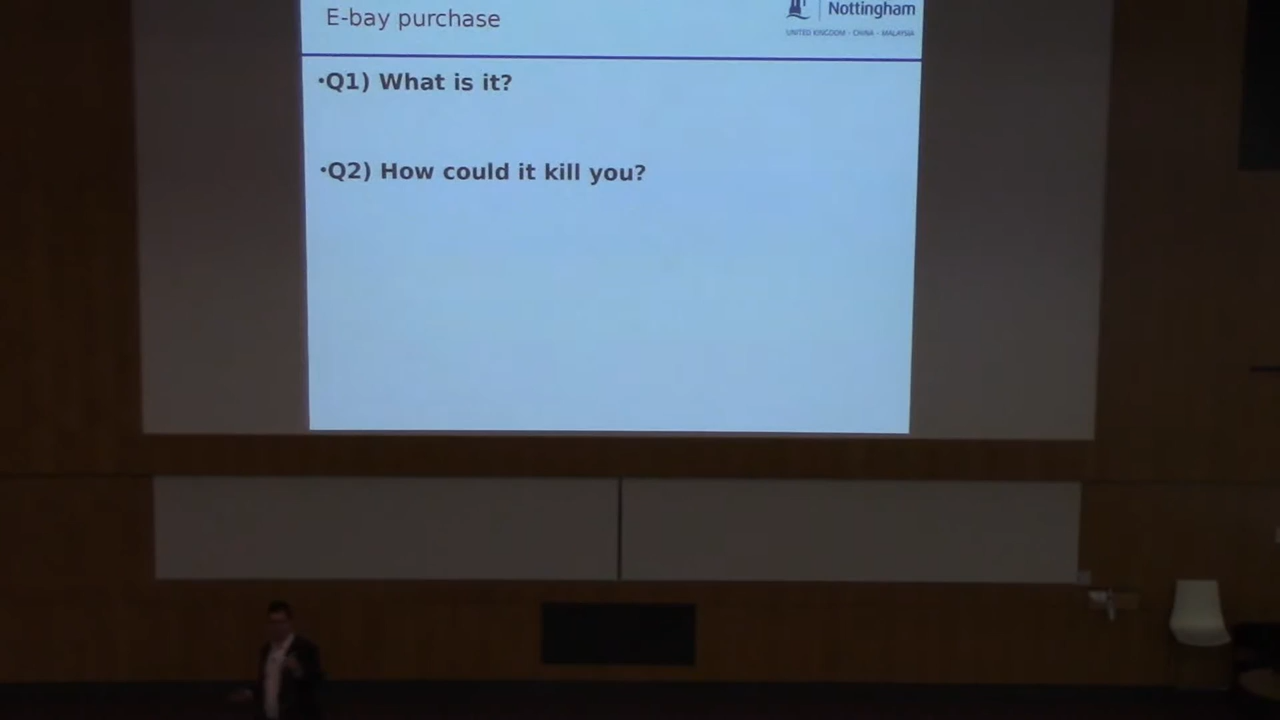 E-bay purchase
Nottingham
UNITED KINGDOM · CHINA · MALAYSIA
•Q1) What is it?
•Q2) How could it kill you?